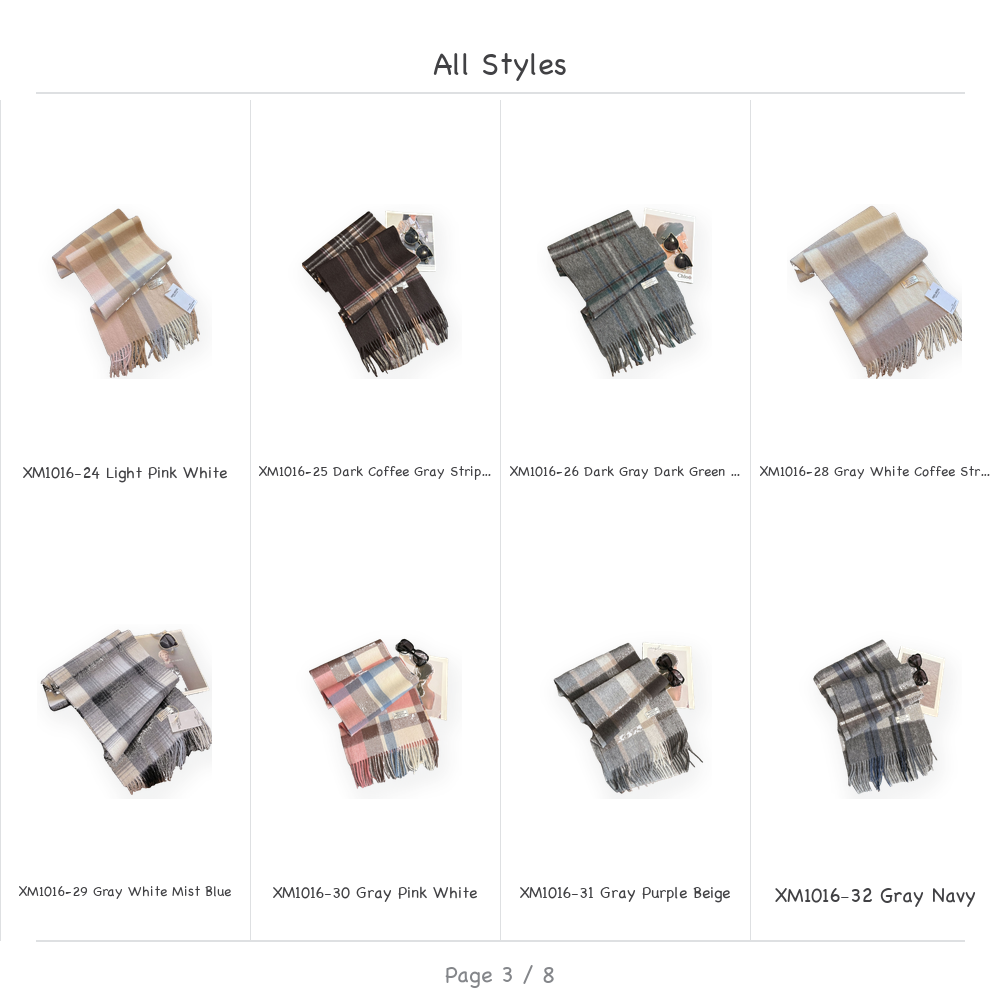 All Styles
XM1016-24 Light Pink White
XM1016-25 Dark Coffee Gray Strip...
XM1016-26 Dark Gray Dark Green ...
XM1016-28 Gray White Coffee Str...
XM1016-29 Gray White Mist Blue
XM1016-30 Gray Pink White
XM1016-31 Gray Purple Beige
XM1016-32 Gray Navy
Page 3 / 8